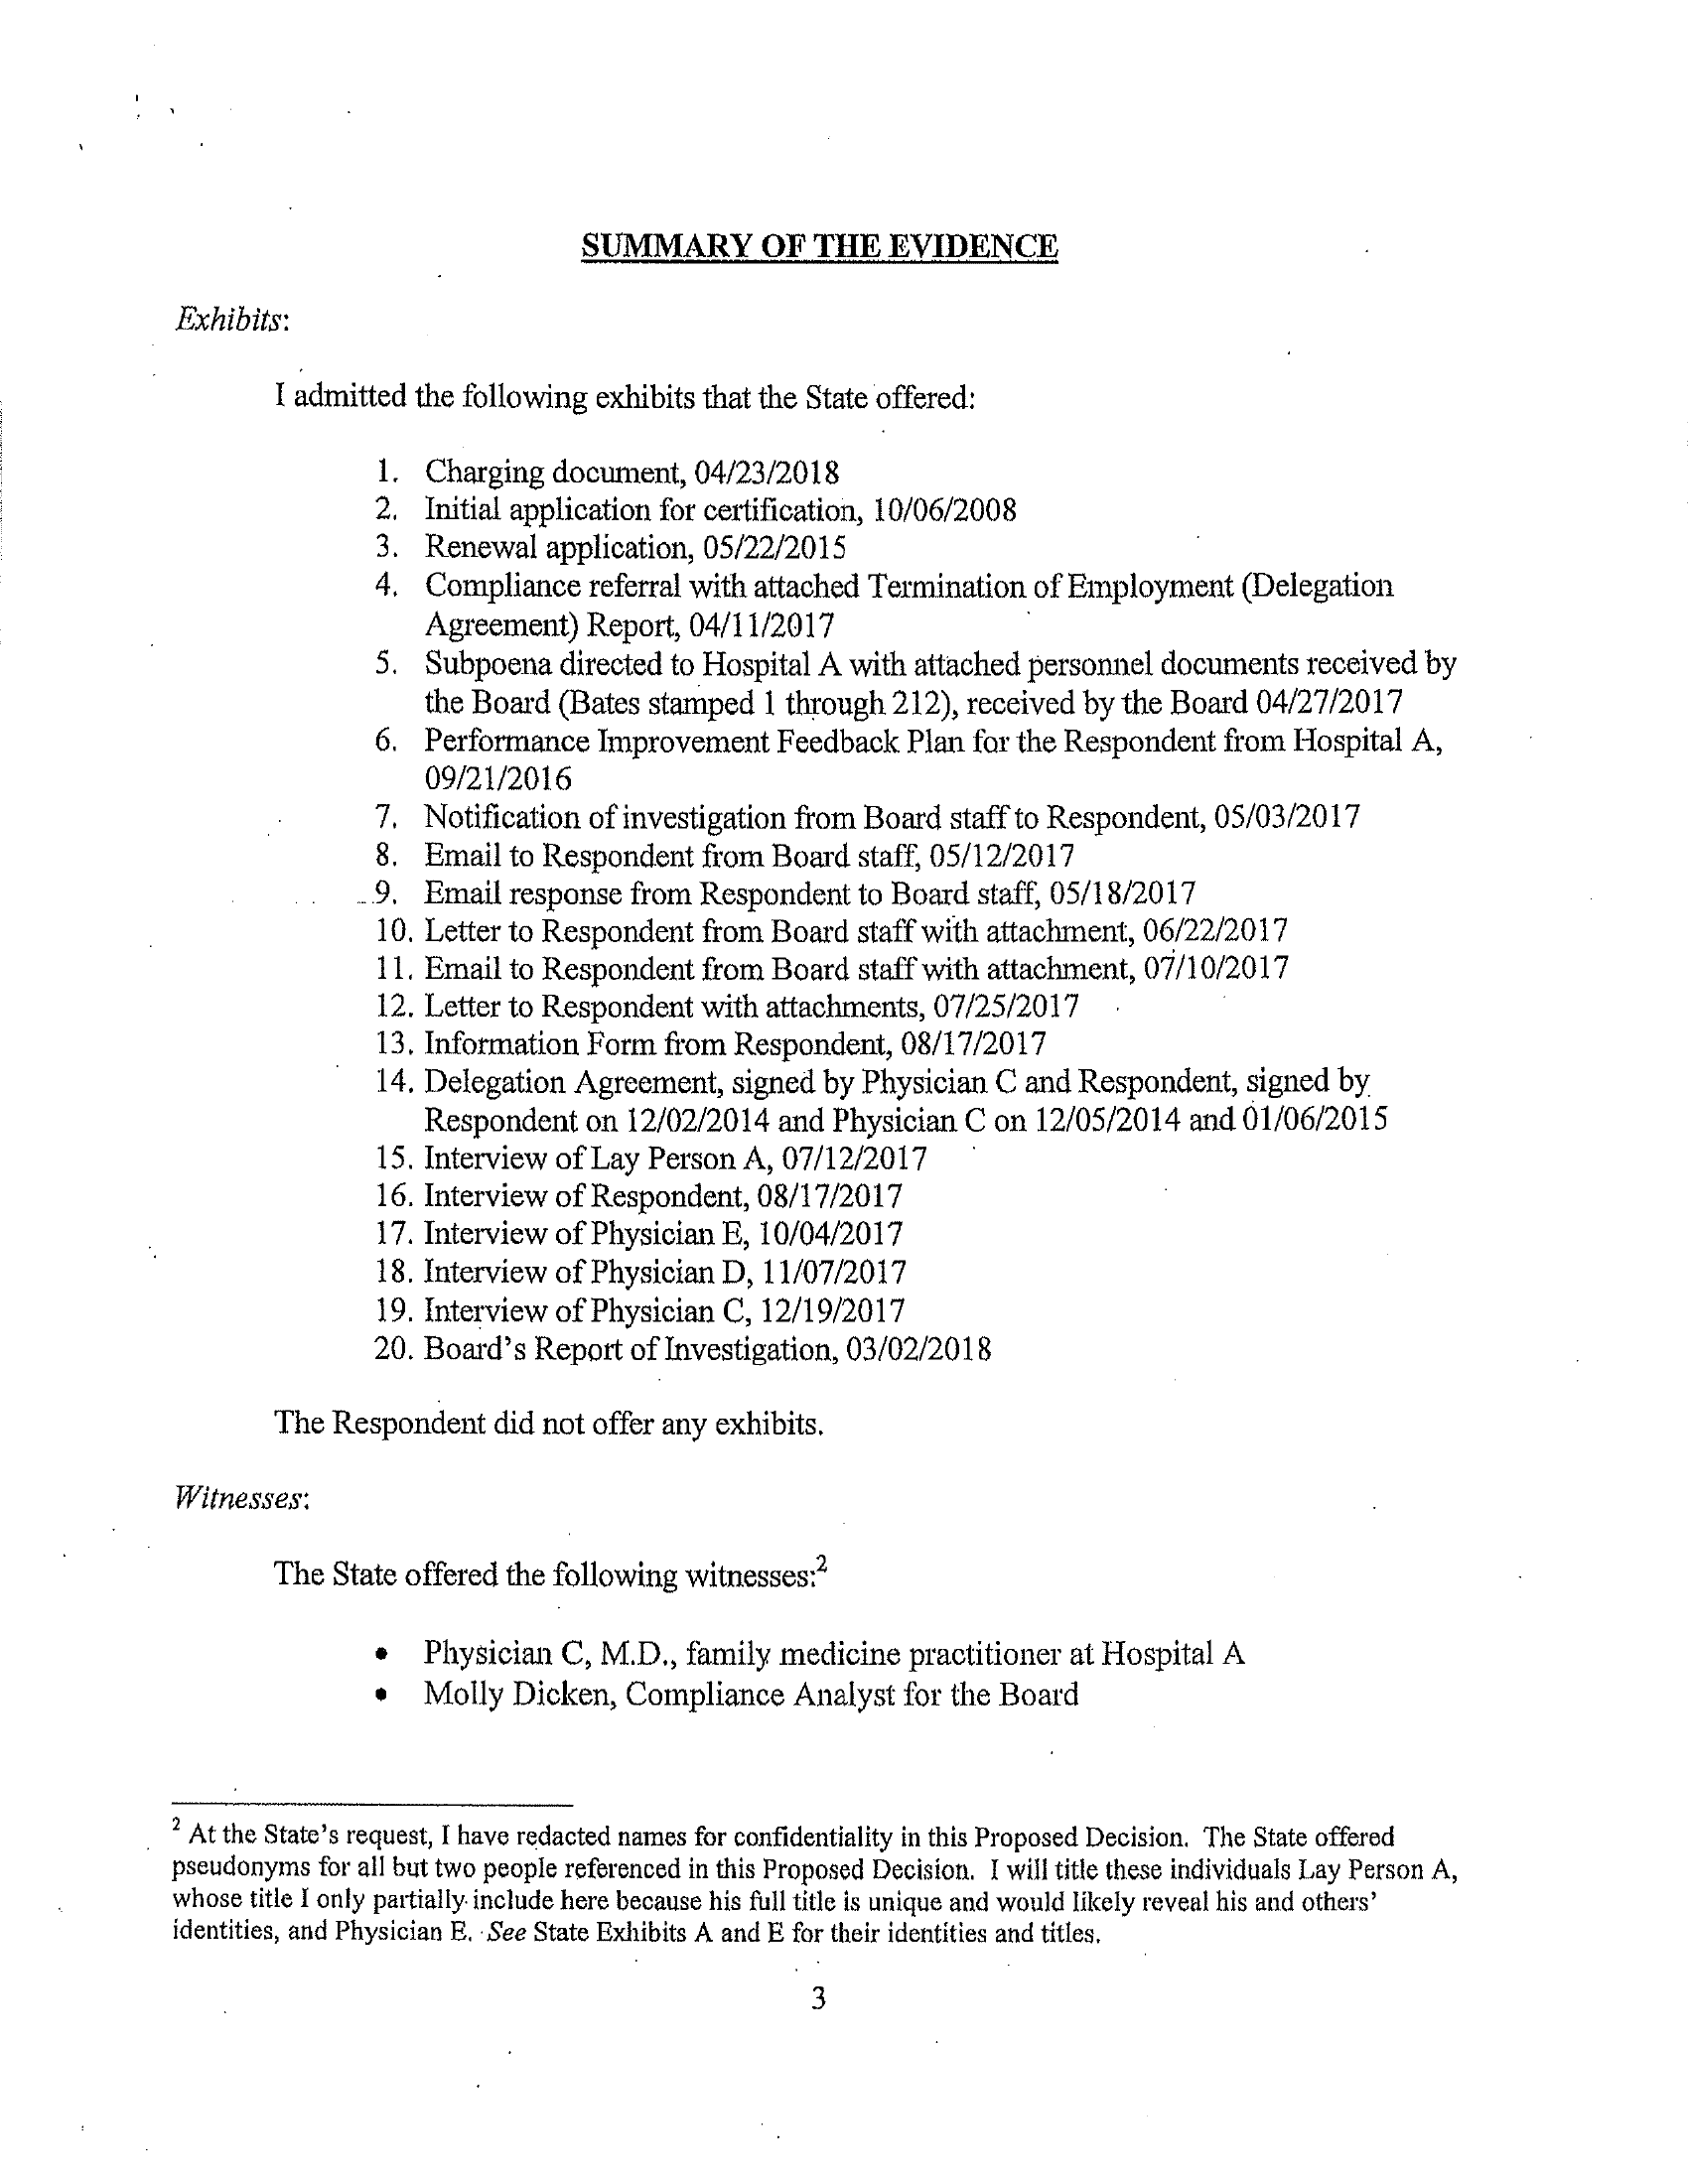 SUMMARY OF THE EVIDENCE
Exhibits:
I admitted the following exhibits that the State offered:
1. Charging document, 04/23/2018
2. Initial application for certification, 10/06/2008
3. Renewal application, 05/22/2015
4. Compliance referral with attached Termination of Employment (Delegation
Agreement) Report, 04/11/2017
5. Subpoena directed to Hospital A with attached personnel documents received by
the Board (Bates stamped 1 through 212), received by the Board 04/27/2017
6. Performance Improvement Feedback Plan for the Respondent from Hospital A,
09/21/2016
7. Notification of investigation from Board staff to Respondent, 05/03/2017
8. Email to Respondent from Board staff, 05/12/2017
9. Email response from Respondent to Board staff, 05/18/2017
10. Letter to Respondent from Board staff with attachment, 06/22/2017
11. Email to Respondent from Board staff with attachment, 07/10/2017
12. Letter to Respondent with attachments, 07/25/2017
13. Information Form from Respondent, 08/17/2017
14. Delegation Agreement, signed by Physician C and Respondent, signed by
Respondent on 12/02/2014 and Physician C on 12/05/2014 and 01/06/2015
15. Interview of Lay Person A, 07/12/2017
16. Interview of Respondent, 08/17/2017
17. Interview of Physician E, 10/04/2017
18. Interview of Physician D, 11/07/2017
19. Interview of Physician C, 12/19/2017
20. Board's Report of Investigation, 03/02/2018
The Respondent did not offer any exhibits.
Witnesses:
The State offered the following witnesses:2
• Physician C, M.D., family medicine practitioner at Hospital A
• Molly Dicken, Compliance Analyst for the Board
2 At the State's request, I have redacted names for confidentiality in this Proposed Decision. The State offered
pseudonyms for all but two people referenced in this Proposed Decision. I will title these individuals Lay Person A,
whose title I only partially include here because his full title is unique and would likely reveal his and others'
identities, and Physician E. See State Exhibits A and E for their identities and titles.
3